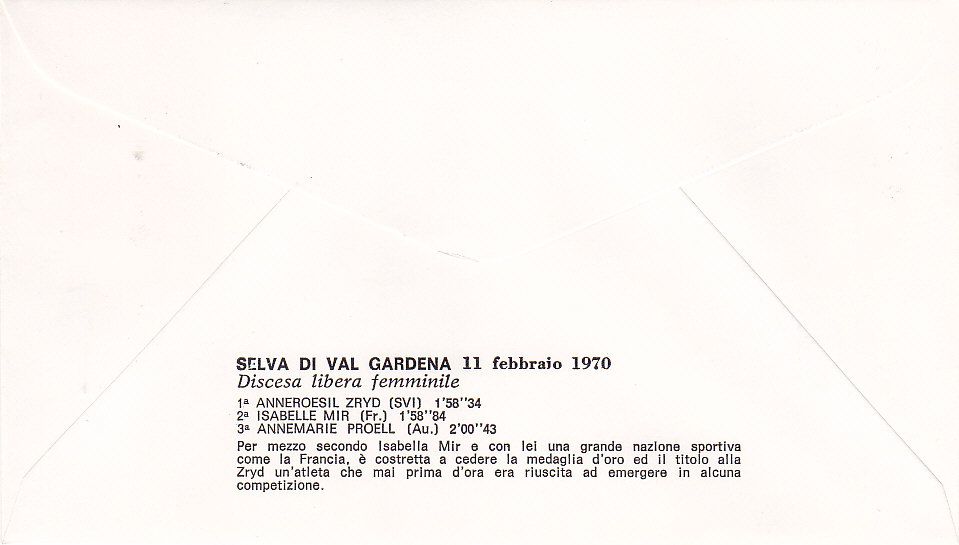 SELVA DI VAL GARDENA 11 febbraio 1970
Discesa libera femminile
1ª ANNEROESIL ZRYD (SVI) 1'58"34
2ª ISABELLE MIR (Fr.) 1'58"84
3ª ANNEMARIE PROELL (Au.) 2'00"43
Per mezzo secondo Isabella Mir e con lei una grande nazione sportiva
come la Francia, è costretta a cedere la medaglia d'oro ed il titolo alla
Zryd un'atleta che mai prima d'ora era riuscita ad emergere in alcuna
competizione.